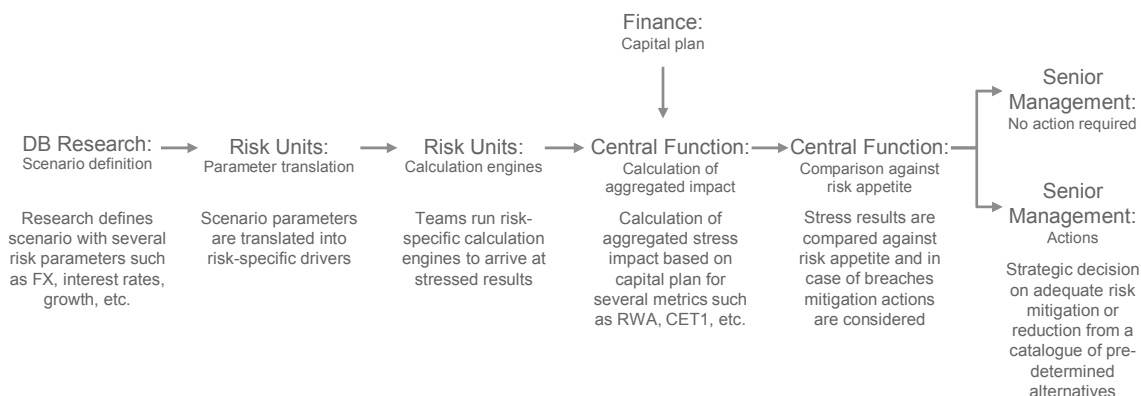 Finance:
Capital plan
DB Research:
Scenario definition
Research defines
scenario with several
risk parameters such
as FX, interest rates,
growth, etc.
Risk Units:
Parameter translation
Scenario parameters
are translated into
risk-specific drivers
Risk Units:
Calculation engines
Teams run risk-
specific calculation
engines to arrive at
stressed results
Central Function:
Calculation of
aggregated impact
Calculation of
aggregated stress
impact based on
capital plan for
several metrics such
as RWA, CET1, etc.
Central Function:
Comparison against
risk appetite
Stress results are
compared against
risk appetite and in
case of breaches
mitigation actions
are considered
Senior
Management:
No action required
Senior
Management:
Actions
Strategic decision
on adequate risk
mitigation or
reduction from a
catalogue of pre-
determined
alternatives